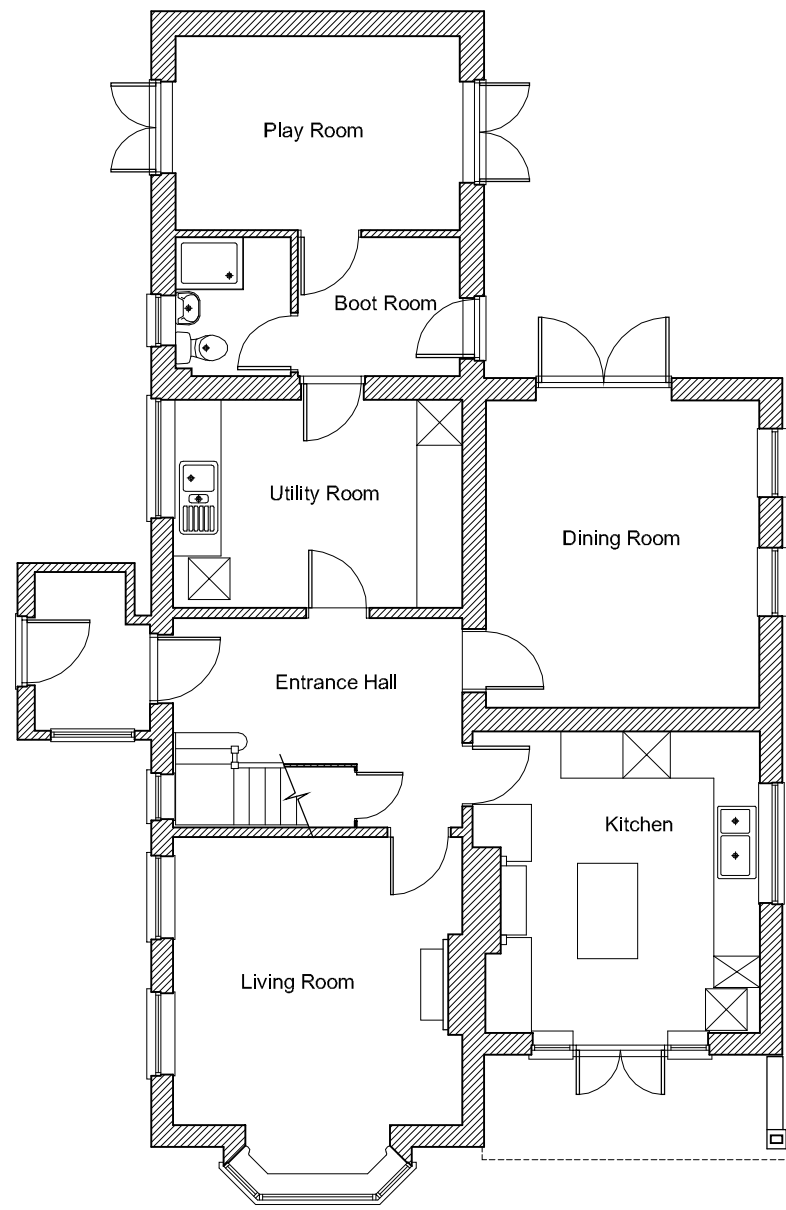 Play Room
Boot Room
Utility Room
Dining Room
Entrance Hall
Kitchen
Living Room